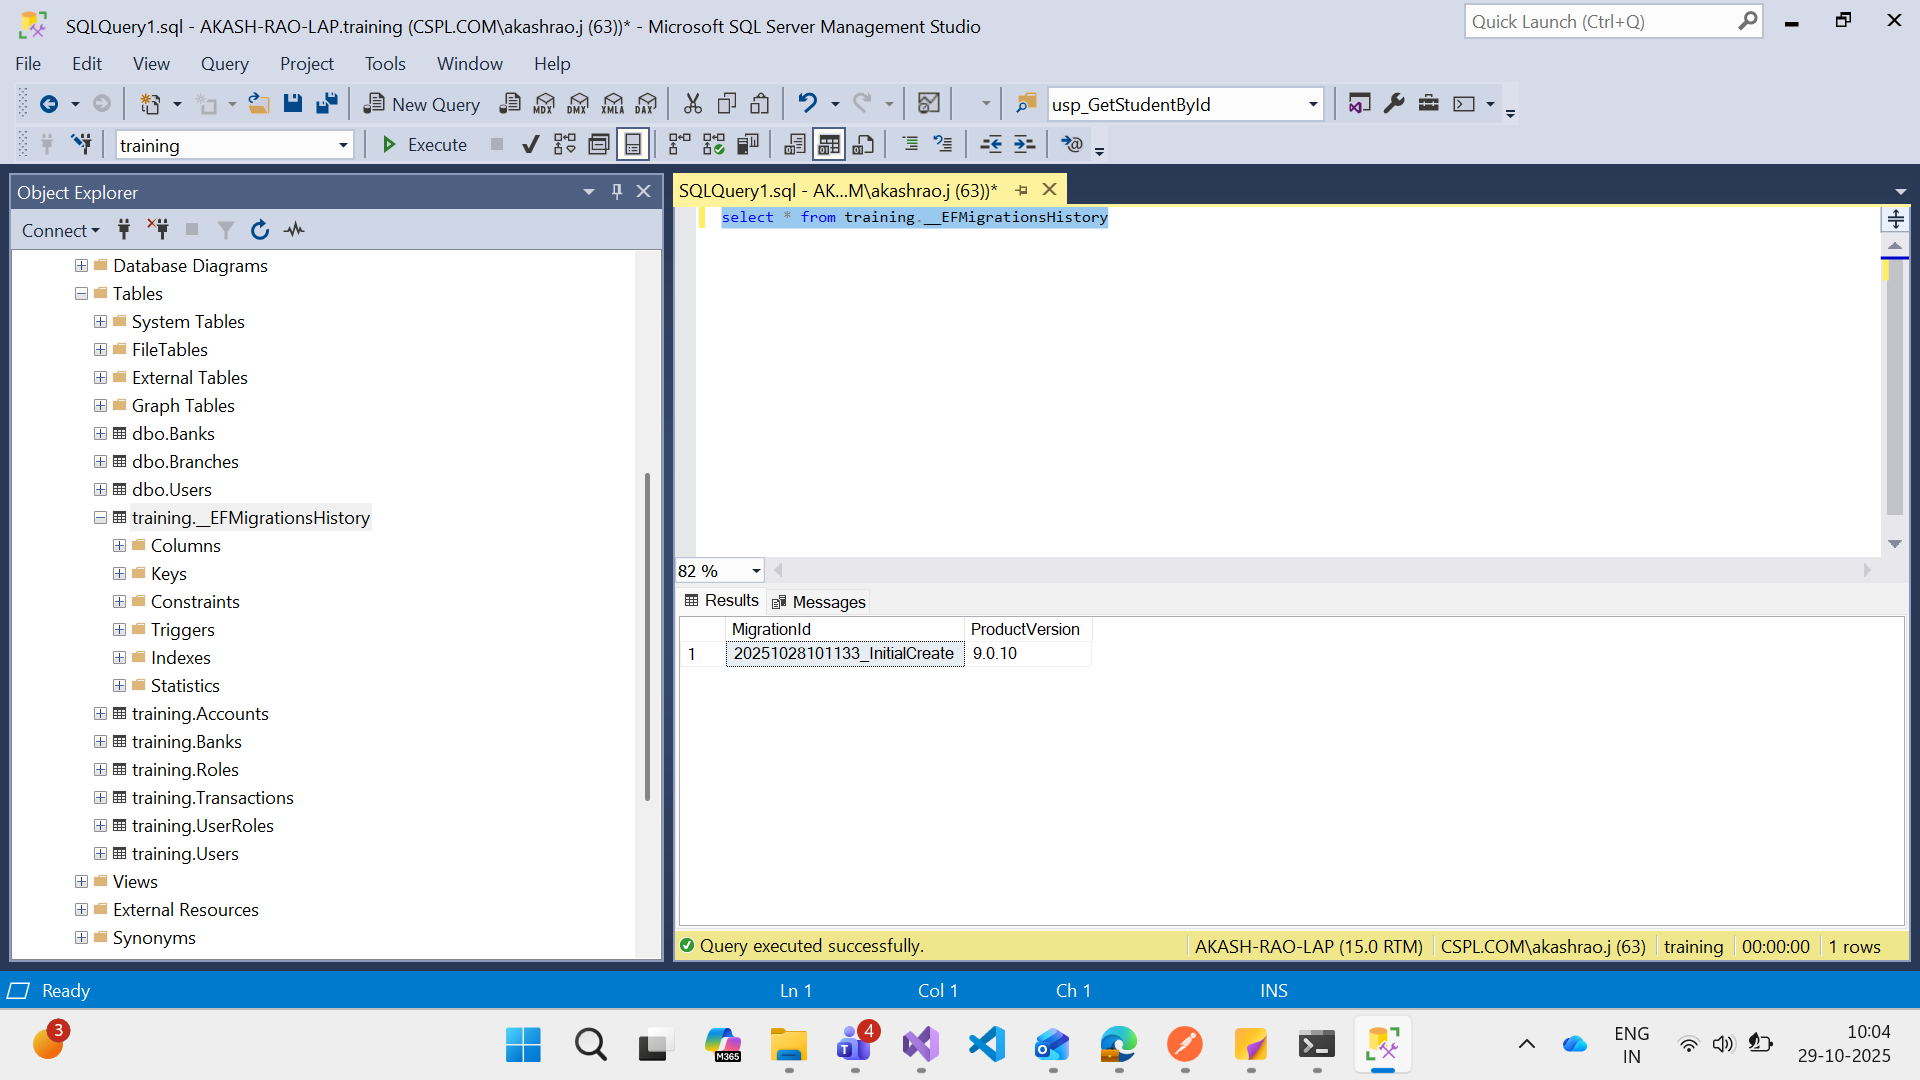 SQLQuery1.sql - AKASH-RAO-LAP.training (CSPL.COM\akashrao.j (63))* - Microsoft SQL Server Management Studio
Quick Launch (Ctrl+Q)
File Edit View Query Project Tools Window Help
New Query MDX DMX XMLA DAX usp_GetStudentById
training Execute
Object Explorer
Connect
Database Diagrams
Tables
System Tables
FileTables
External Tables
Graph Tables
dbo.Banks
dbo.Branches
dbo.Users
training.__EFMigrationsHistory
Columns
Keys
Constraints
Triggers
Indexes
Statistics
training.Accounts
training.Banks
training.Roles
training.Transactions
training.UserRoles
training.Users
Views
External Resources
Synonyms
SQLQuery1.sql - AK...M\akashrao.j (63))*
select * from training.__EFMigrationsHistory
82 %
Results Messages
MigrationId ProductVersion
1 20251028101133_InitialCreate 9.0.10
Query executed successfully. AKASH-RAO-LAP (15.0 RTM) CSPL.COM\akashrao.j (63) training 00:00:00 1 rows
Ready Ln 1 Col 1 Ch 1 INS
3
M365
4
ENG
IN
10:04
29-10-2025